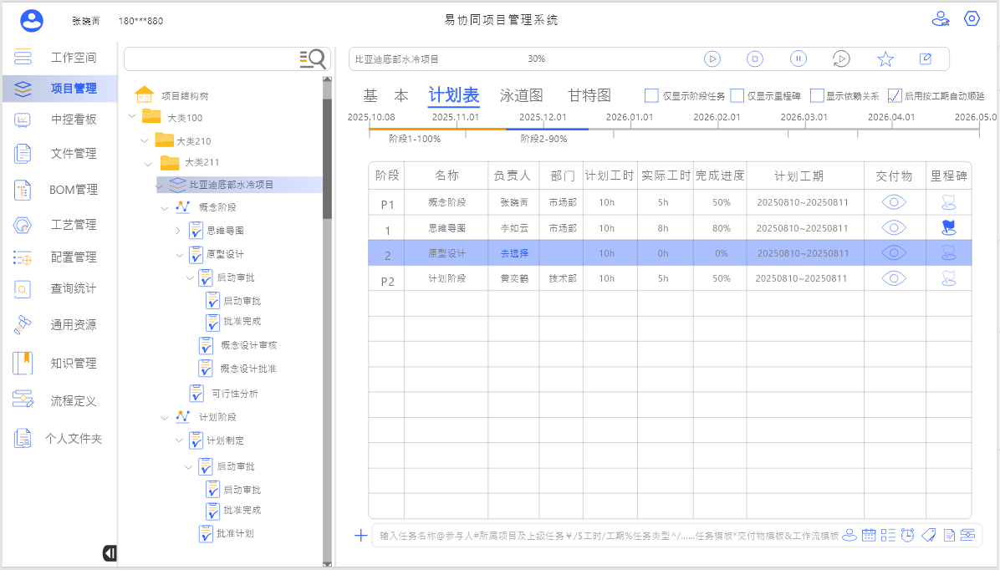 张晓菁 180***880 易协同项目管理系统
工作空间
项目管理
中控看板
文件管理
BOM管理
工艺管理
配置管理
查询统计
通用资源
知识管理
流程定义
个人文件夹
项目结构树
大类100
大类210
大类211
比亚迪底部水冷项目
概念阶段
思维导图
原型设计
启动审批
启动审批
批准完成
概念设计审核
概念设计批准
可行性分析
计划阶段
计划制定
启动审批
启动审批
批准完成
批准计划
比亚迪底部水冷项目 30%
基 本 计划表 泳道图 甘特图 仅显示阶段任务 仅显示里程碑 显示依赖关系 启用按工期自动顺延
2025.10.08 2025.11.01 2025.12.01 2026.01.01 2026.02.01 2026.03.01 2026.04.01 2026.05.0
阶段1-100% 阶段2-90%
阶段 名称 负责人 部门 计划工时 实际工时 完成进度 计划工期 交付物 里程碑
P1 概念阶段 张晓菁 市场部 10h 5h 50% 20250810~20250811
1 思维导图 李如云 市场部 10h 8h 80% 20250810~20250811
2 原型设计 去选择 10h 0h 0% 20250810~20250811
P2 计划阶段 黄奕鹤 技术部 10h 5h 50% 20250810~20250811
输入任务名称@参与人#所属项目及上级任务￥/$工时/工期%任务类型^/......任务模板*交付物模板&工作流模板